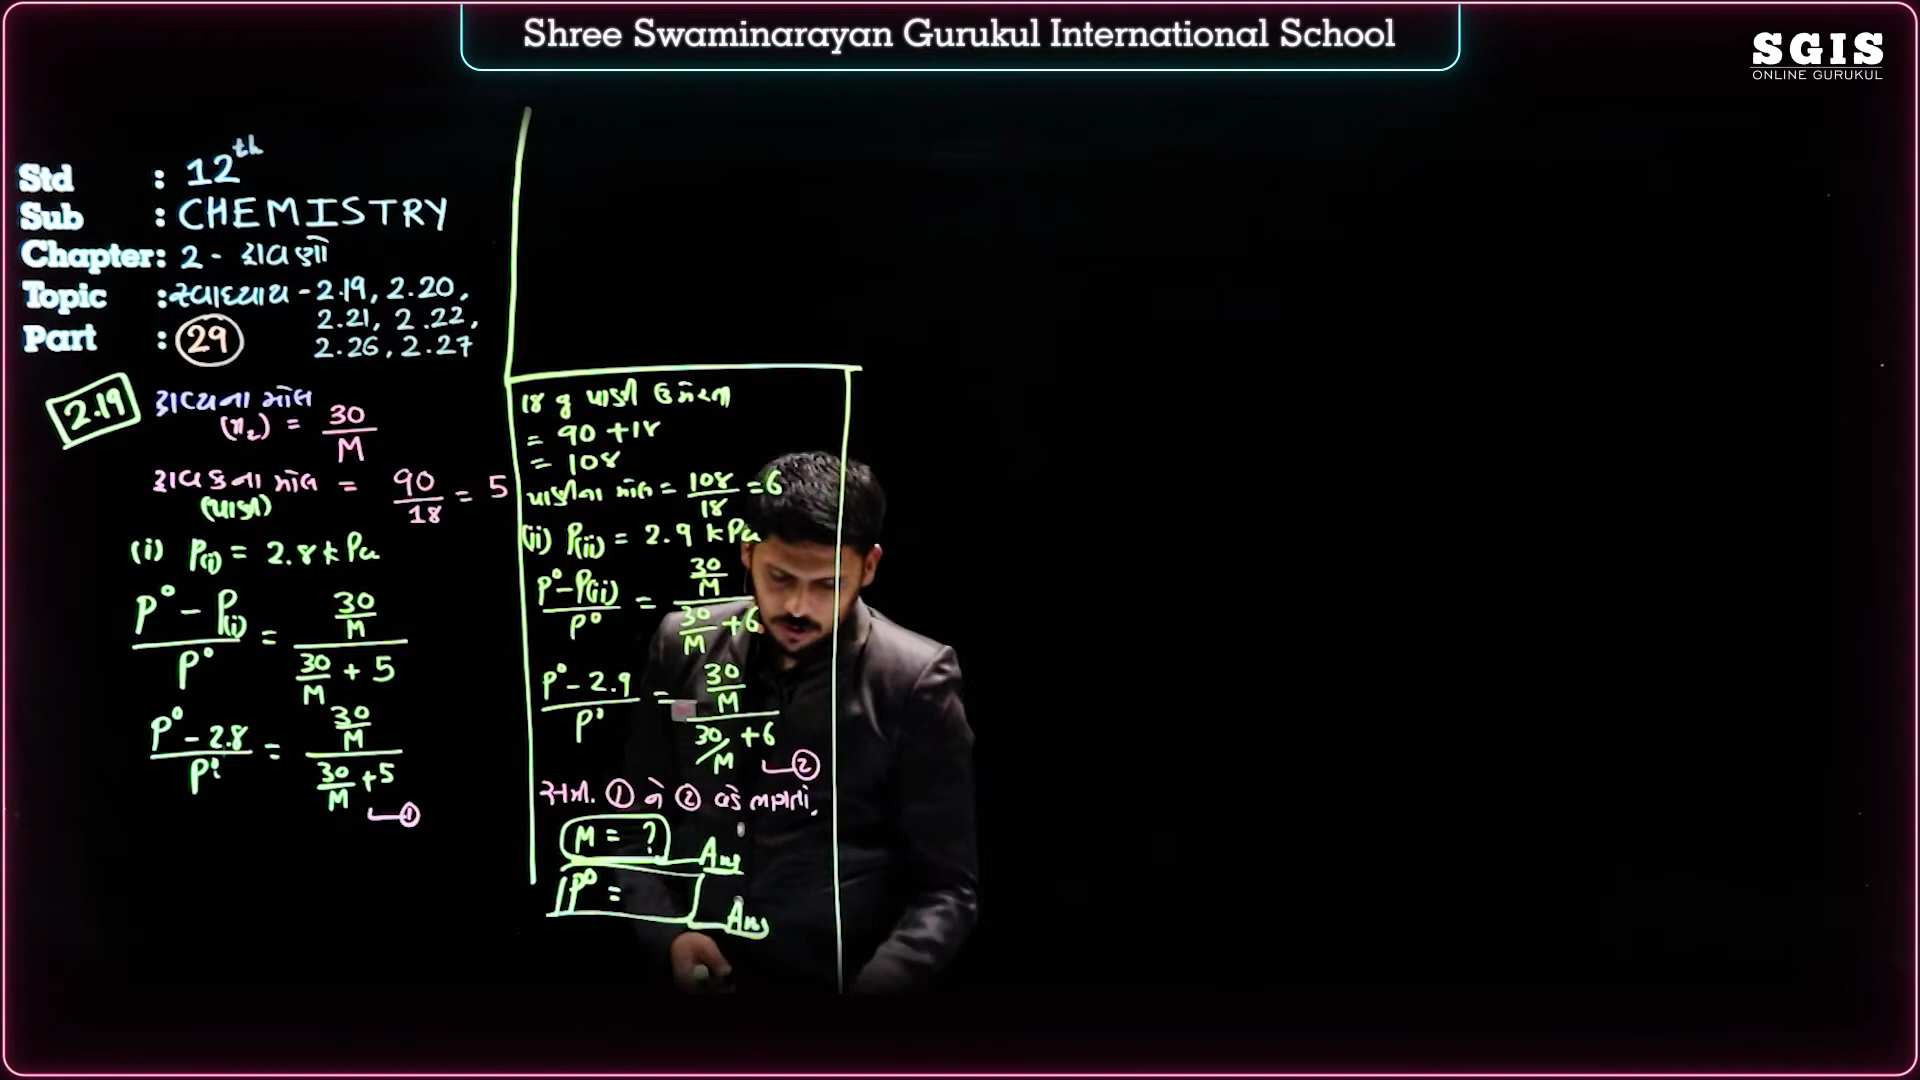 Shree Swaminarayan Gurukul International School
SGIS
ONLINE GURUKUL
Std : 12th
Sub : CHEMISTRY
Chapter : 2 - દ્રાવણો
Topic : સ્વાધ્યાય - 2.19, 2.20,
2.21, 2.22,
Part : 29 2.26, 2.27
2.19 દ્રાવ્યના મોલ
(n₂) = 30/M
દ્રાવકના મોલ = 90/18 = 5
(પાણી)
(i) P(i) = 2.8 kPa
(P° - P(i))/P° = (30/M)/(30/M + 5)
(P° - 2.8)/P° = (30/M)/(30/M + 5) ①
18 g પાણી ઉમેરતા
= 90 + 18
= 108
પાણીના મોલ = 108/18 = 6
(ii) P(ii) = 2.9 kPa
(P° - P(ii))/P° = (30/M)/(30/M + 6)
(P° - 2.9)/P° = (30/M)/(30/M + 6) ②
સમી. ① ને ② વડે ભાગતાં.
M = ? Ans
P° = Ans